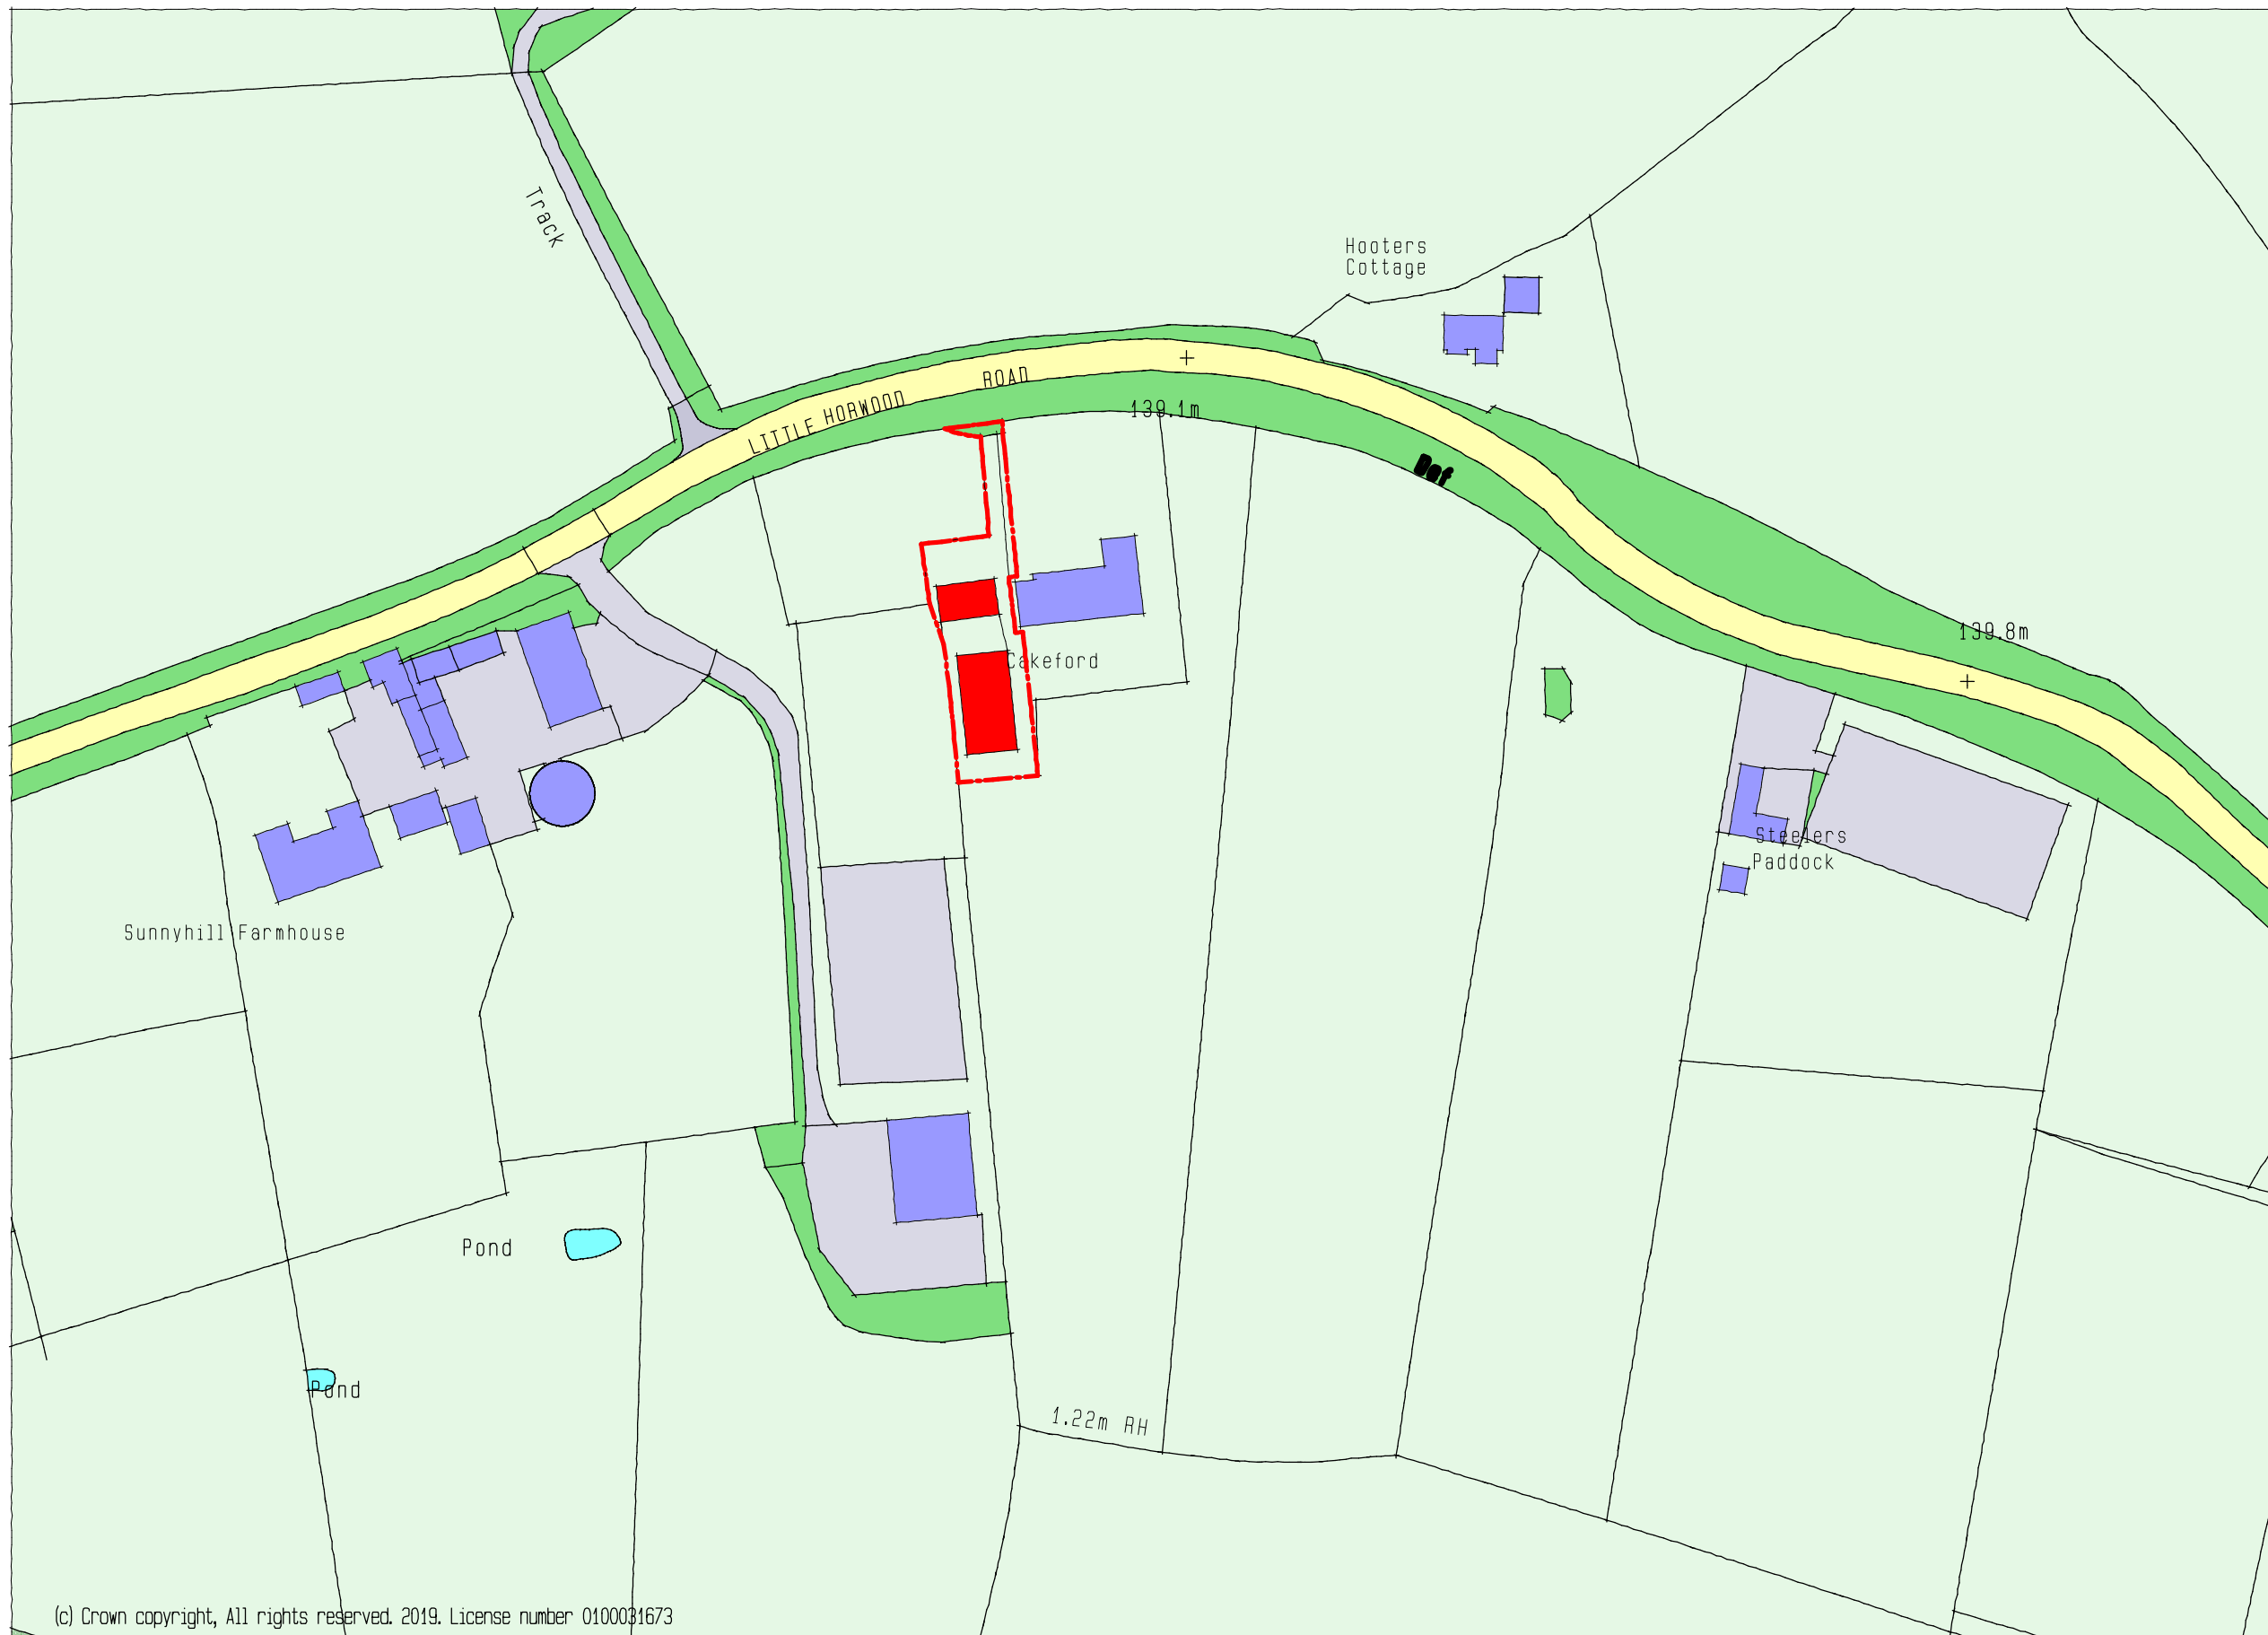 Track
Hooters
Cottage
LITTLE HORWOOD ROAD
139.1m
Def
139.8m
Cakeford
Steelers
Paddock
Sunnyhill Farmhouse
Pond
Pond
1.22m RH
(c) Crown copyright, All rights reserved. 2019. License number 0100031673